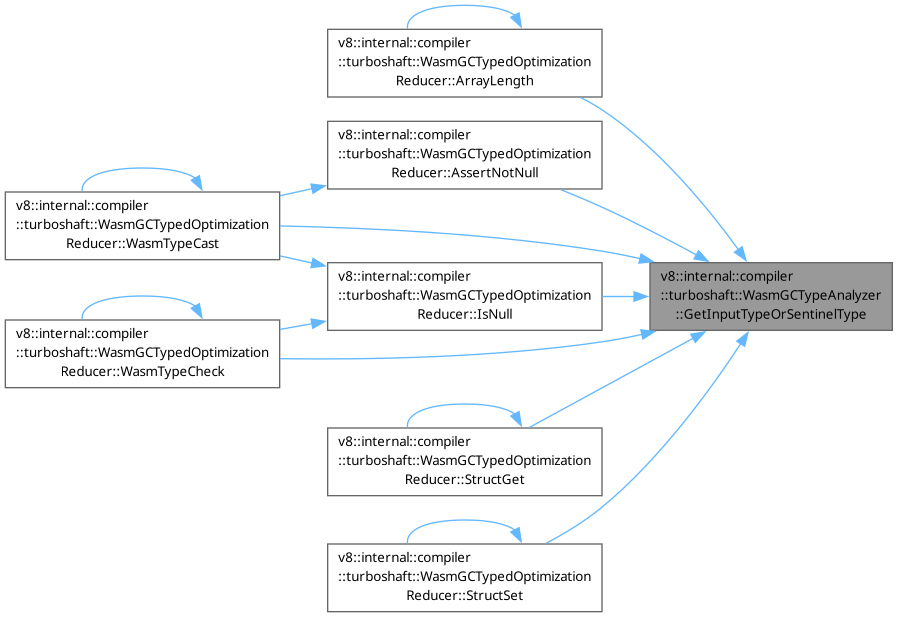 v8::internal::compiler
::turboshaft::WasmGCTypedOptimization
Reducer::ArrayLength
v8::internal::compiler
::turboshaft::WasmGCTypedOptimization
Reducer::AssertNotNull
v8::internal::compiler
::turboshaft::WasmGCTypedOptimization
Reducer::WasmTypeCast
v8::internal::compiler
::turboshaft::WasmGCTypedOptimization
Reducer::IsNull
v8::internal::compiler
::turboshaft::WasmGCTypeAnalyzer
::GetInputTypeOrSentinelType
v8::internal::compiler
::turboshaft::WasmGCTypedOptimization
Reducer::WasmTypeCheck
v8::internal::compiler
::turboshaft::WasmGCTypedOptimization
Reducer::StructGet
v8::internal::compiler
::turboshaft::WasmGCTypedOptimization
Reducer::StructSet